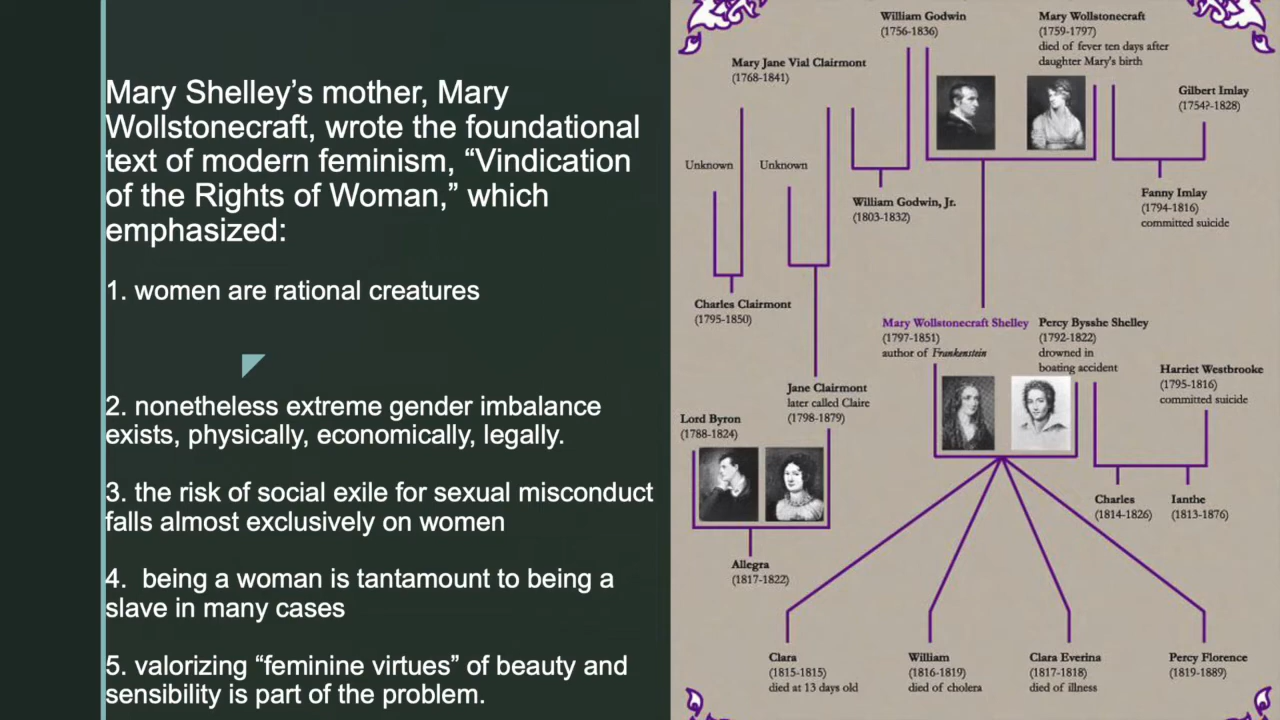 Mary Shelley’s mother, Mary
Wollstonecraft, wrote the foundational
text of modern feminism, “Vindication
of the Rights of Woman,” which
emphasized:
1. women are rational creatures
2. nonetheless extreme gender imbalance
exists, physically, economically, legally.
3. the risk of social exile for sexual misconduct
falls almost exclusively on women
4.  being a woman is tantamount to being a
slave in many cases
5. valorizing “feminine virtues” of beauty and
sensibility is part of the problem.
William Godwin
(1756-1836)
Mary Wollstonecraft
(1759-1797)
died of fever ten days after
daughter Mary's birth
Mary Jane Vial Clairmont
(1768-1841)
Gilbert Imlay
(1754?-1828)
Unknown
Unknown
William Godwin, Jr.
(1803-1832)
Fanny Imlay
(1794-1816)
committed suicide
Charles Clairmont
(1795-1850)
Mary Wollstonecraft Shelley
(1797-1851)
author of Frankenstein
Percy Bysshe Shelley
(1792-1822)
drowned in
boating accident
Harriet Westbrooke
(1795-1816)
committed suicide
Jane Clairmont
later called Claire
(1798-1879)
Lord Byron
(1788-1824)
Charles
(1814-1826)
Ianthe
(1813-1876)
Allegra
(1817-1822)
Clara
(1815-1815)
died at 13 days old
William
(1816-1819)
died of cholera
Clara Everina
(1817-1818)
died of illness
Percy Florence
(1819-1889)